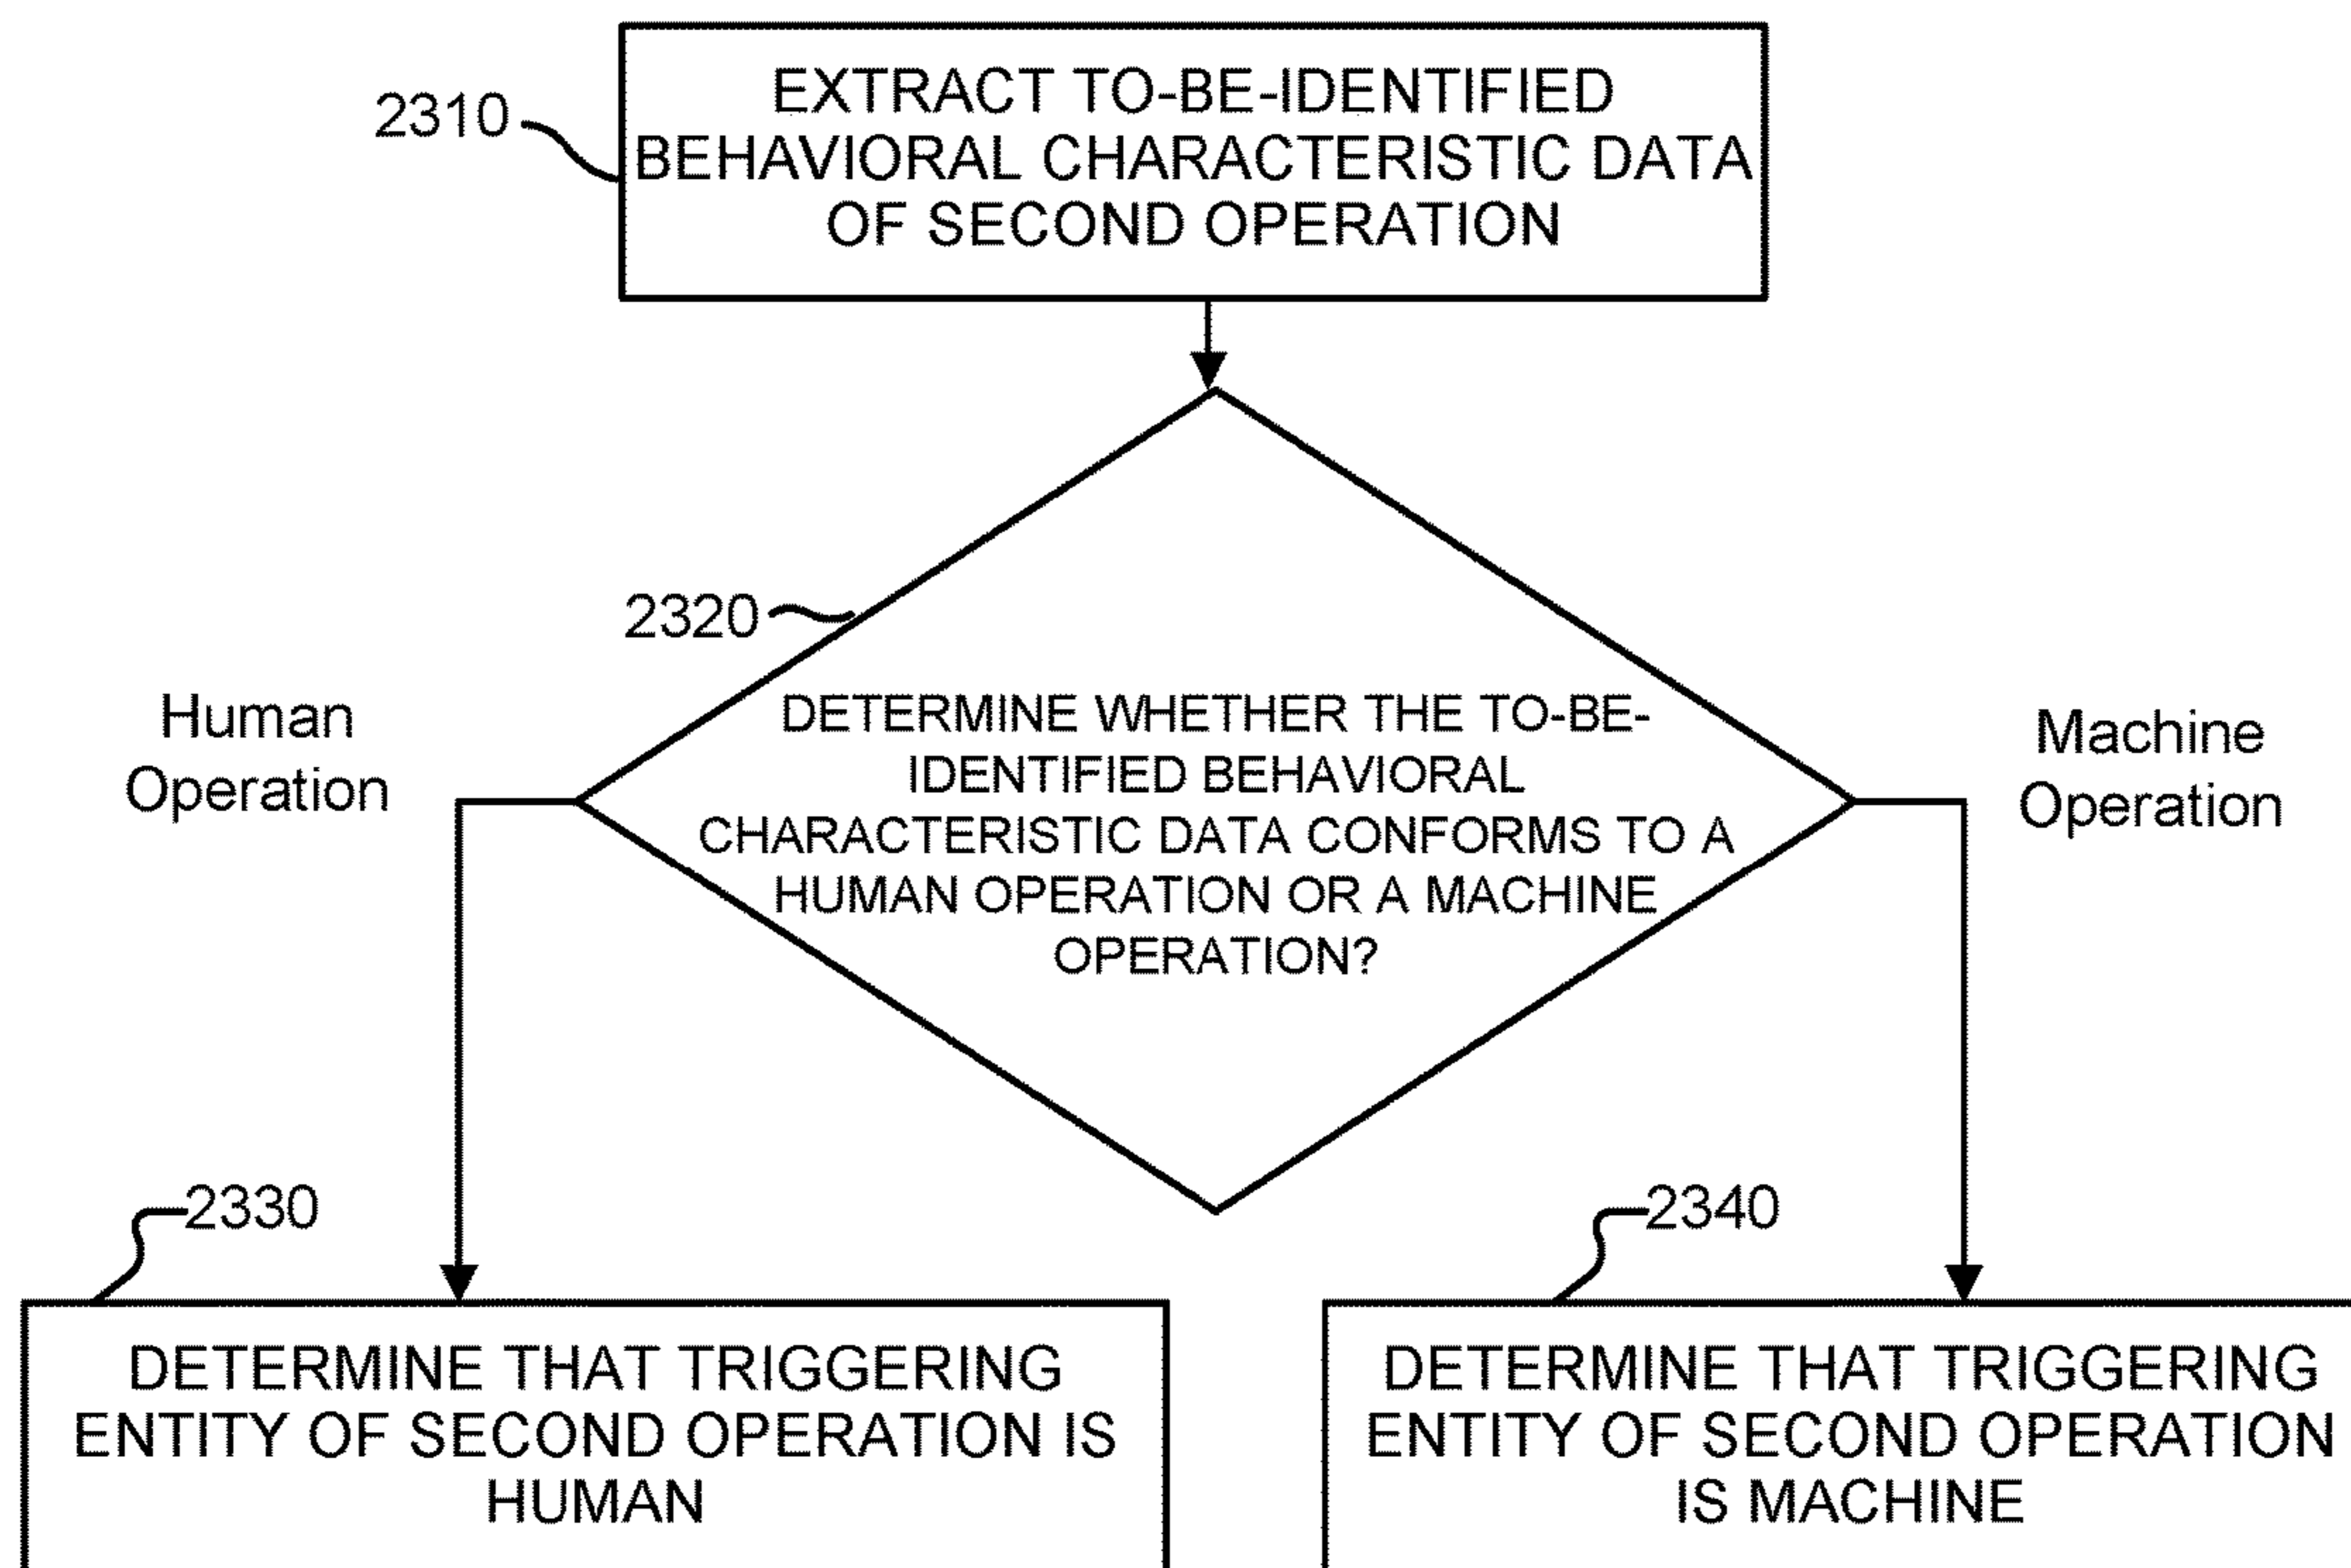 2310
EXTRACT TO-BE-IDENTIFIED
BEHAVIORAL CHARACTERISTIC DATA
OF SECOND OPERATION
2320
Human
Operation
DETERMINE WHETHER THE TO-BE-
IDENTIFIED BEHAVIORAL
CHARACTERISTIC DATA CONFORMS TO A
HUMAN OPERATION OR A MACHINE
OPERATION?
Machine
Operation
2330
DETERMINE THAT TRIGGERING
ENTITY OF SECOND OPERATION IS
HUMAN
2340
DETERMINE THAT TRIGGERING
ENTITY OF SECOND OPERATION
IS MACHINE